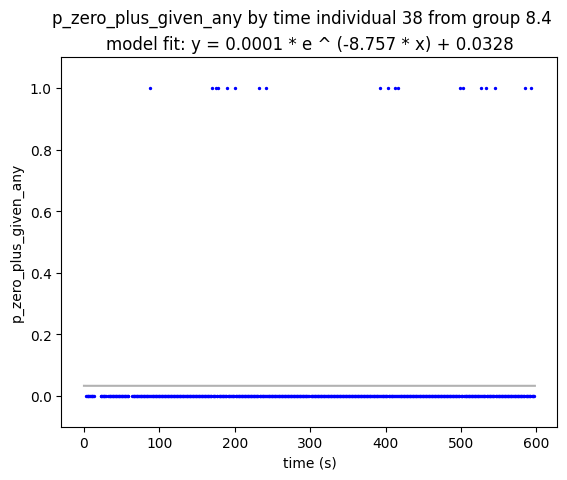 p_zero_plus_given_any by time individual 38 from group 8.4
model fit: y = 0.0001 * e ^ (-8.757 * x) + 0.0328
1.0
0.8
0.6
0.4
0.2
0.0
p_zero_plus_given_any
0 100 200 300 400 500 600
time (s)